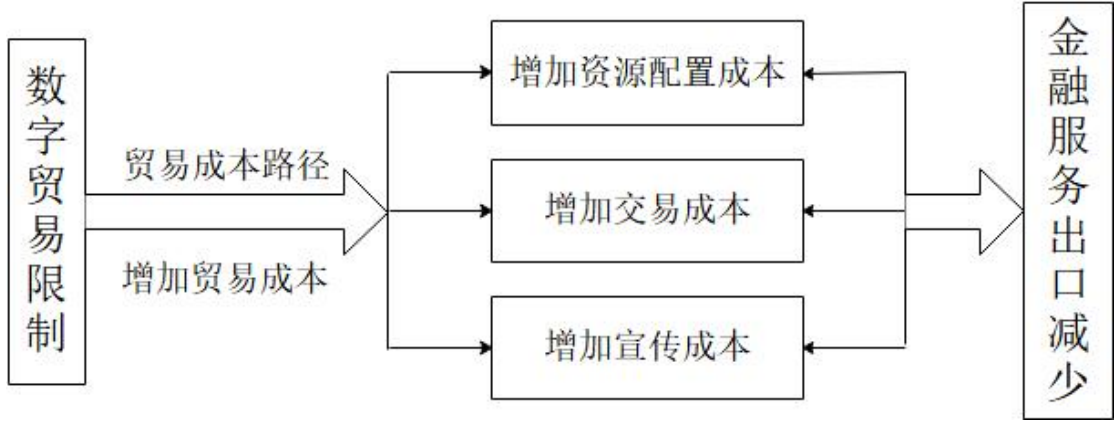 数字贸易限制
贸易成本路径
增加贸易成本
增加资源配置成本
增加交易成本
增加宣传成本
金融服务出口减少